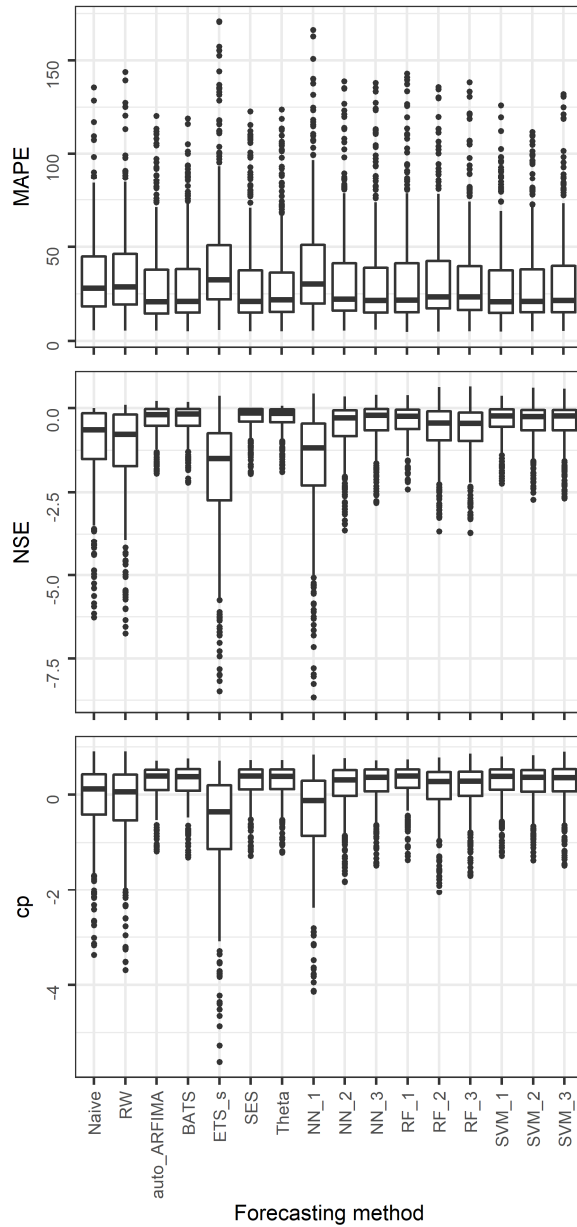 MAPE
150
100
50
0
NSE
0.0
-2.5
-5.0
-7.5
cp
0
-2
-4
Naive
RW
auto_ARFIMA
BATS
ETS_s
SES
Theta
NN_1
NN_2
NN_3
RF_1
RF_2
RF_3
SVM_1
SVM_2
SVM_3
Forecasting method